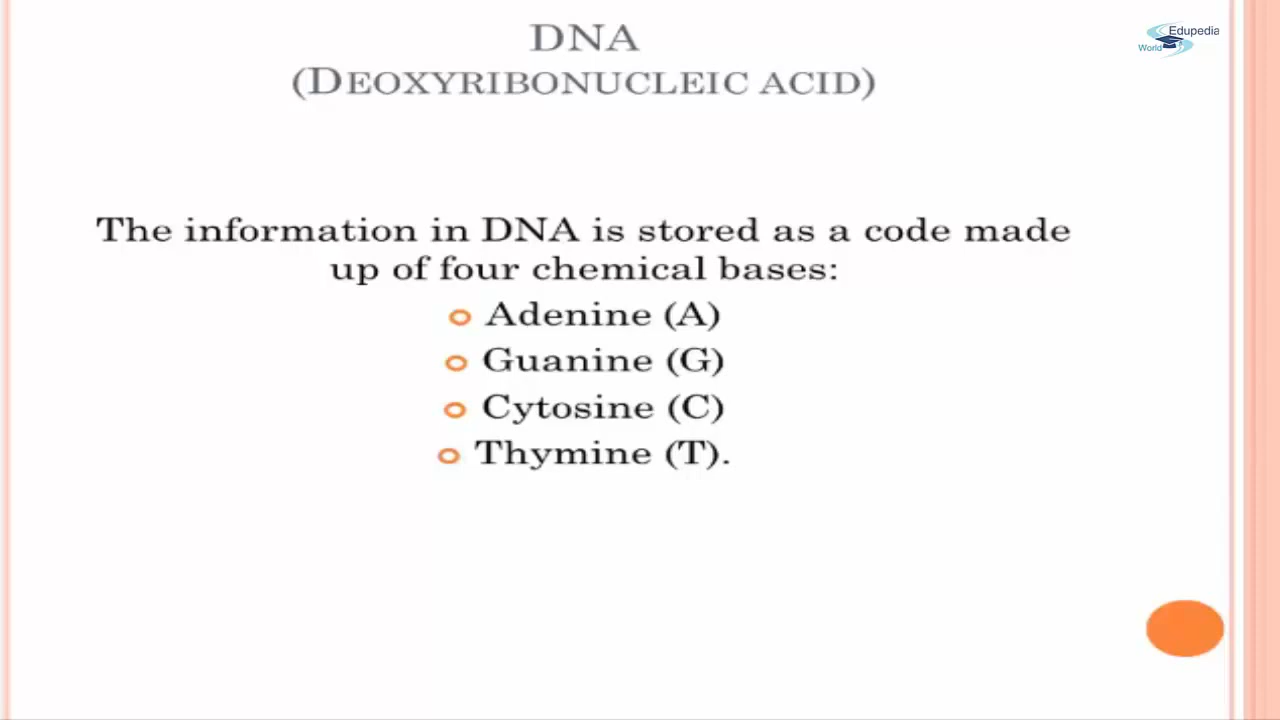 DNA
(DEOXYRIBONUCLEIC ACID)
Edupedia
World
The information in DNA is stored as a code made
up of four chemical bases:
Adenine (A)
Guanine (G)
Cytosine (C)
Thymine (T).